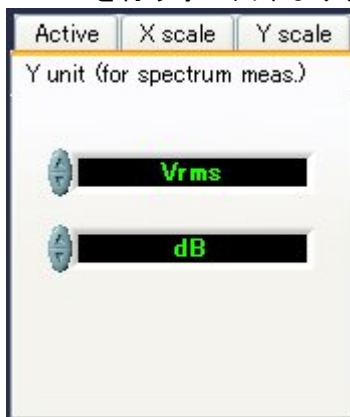 Active X scale Y scale
Y unit (for spectrum meas.)
Vrms
dB